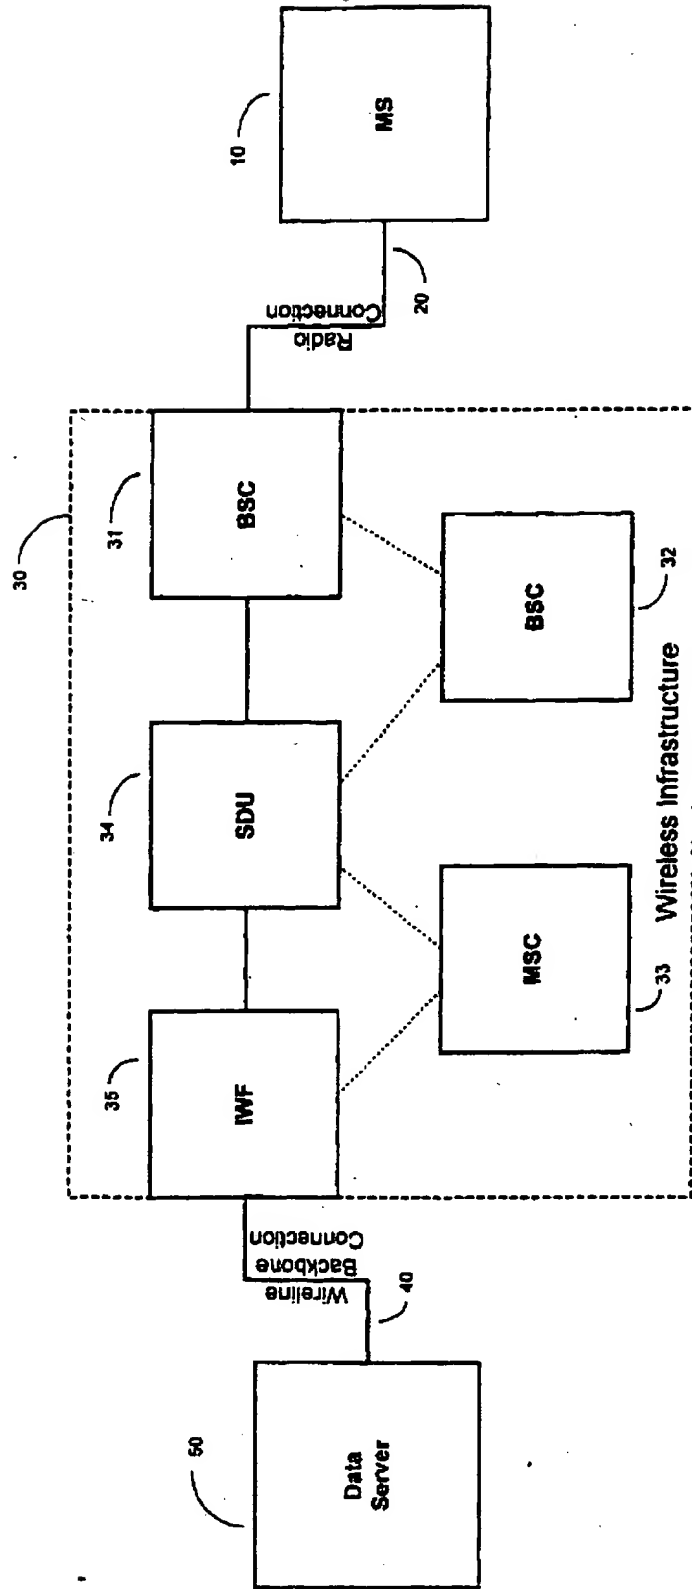 50
Data
Server
40
Wireline
Backbone
Connection
35
IWF
34
SDU
31
BSC
30
33
MSC
32
BSC
Wireless Infrastructure
Radio
Connection
20
10
MS